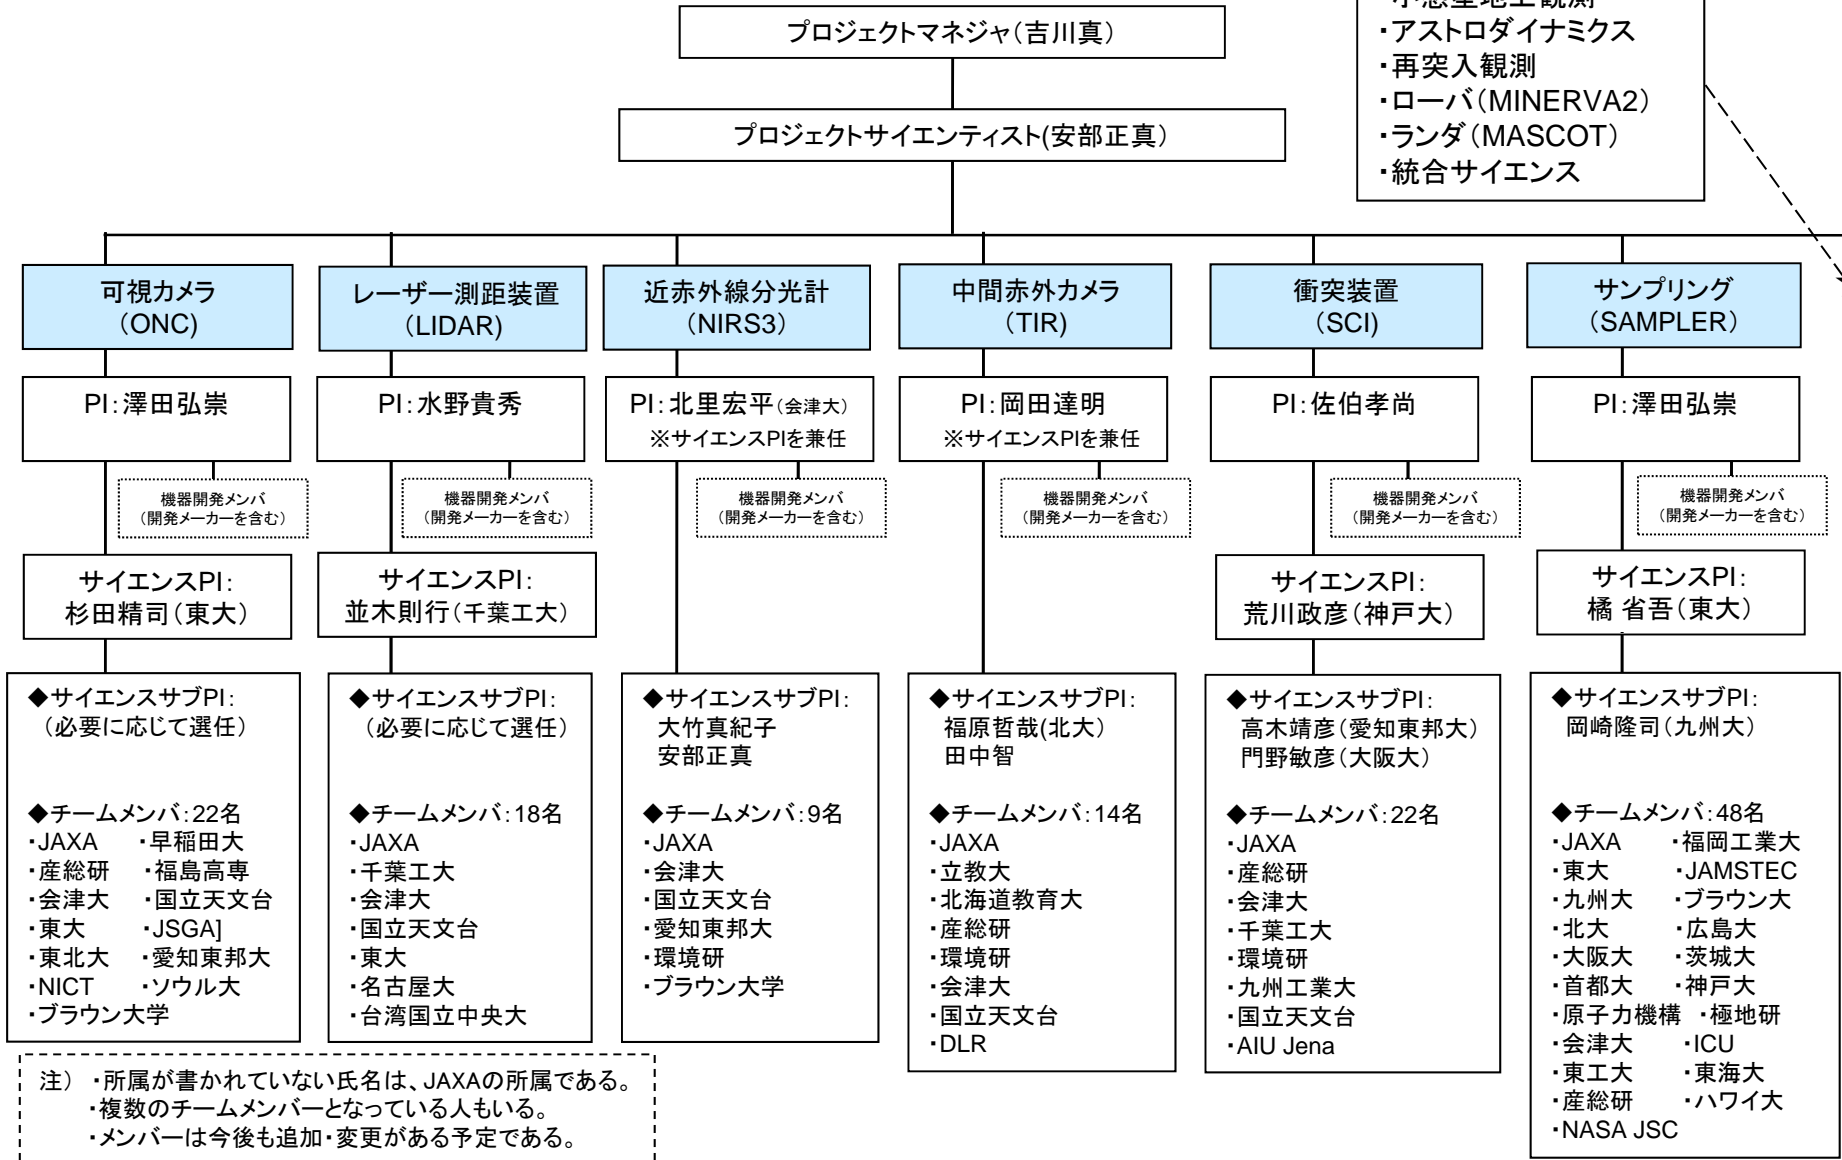 プロジェクトマネジャ(吉川真)
プロジェクトサイエンティスト(安部正真)
・アストロダイナミクス
・再突入観測
・ローバ(MINERVA2)
・ランダ(MASCOT)
・統合サイエンス
可視カメラ
(ONC)
PI:澤田弘崇
機器開発メンバ
(開発メーカーを含む)
サイエンスPI:
杉田精司(東大)
◆サイエンスサブPI:
(必要に応じて選任)
◆チームメンバ:22名
・JAXA ・早稲田大
・産総研 ・福島高専
・会津大 ・国立天文台
・東大 ・JSGA]
・東北大 ・愛知東邦大
・NICT ・ソウル大
・ブラウン大学
レーザー測距装置
(LIDAR)
PI:水野貴秀
機器開発メンバ
(開発メーカーを含む)
サイエンスPI:
並木則行(千葉工大)
◆サイエンスサブPI:
(必要に応じて選任)
◆チームメンバ:18名
・JAXA
・千葉工大
・会津大
・国立天文台
・東大
・名古屋大
・台湾国立中央大
近赤外線分光計
(NIRS3)
PI:北里宏平(会津大)
※サイエンスPIを兼任
機器開発メンバ
(開発メーカーを含む)
◆サイエンスサブPI:
大竹真紀子
安部正真
◆チームメンバ:9名
・JAXA
・会津大
・国立天文台
・愛知東邦大
・環境研
・ブラウン大学
中間赤外カメラ
(TIR)
PI:岡田達明
※サイエンスPIを兼任
機器開発メンバ
(開発メーカーを含む)
◆サイエンスサブPI:
福原哲哉(北大)
田中智
◆チームメンバ:14名
・JAXA
・立教大
・北海道教育大
・産総研
・環境研
・会津大
・国立天文台
・DLR
衝突装置
(SCI)
PI:佐伯孝尚
機器開発メンバ
(開発メーカーを含む)
サイエンスPI:
荒川政彦(神戸大)
◆サイエンスサブPI:
高木靖彦(愛知東邦大)
門野敏彦(大阪大)
◆チームメンバ:22名
・JAXA
・産総研
・会津大
・千葉工大
・環境研
・九州工業大
・国立天文台
・AIU Jena
サンプリング
(SAMPLER)
PI:澤田弘崇
機器開発メンバ
(開発メーカーを含む)
サイエンスPI:
橘 省吾(東大)
◆サイエンスサブPI:
岡崎隆司(九州大)
◆チームメンバ:48名
・JAXA ・福岡工業大
・東大 ・JAMSTEC
・九州大 ・ブラウン大
・北大 ・広島大
・大阪大 ・茨城大
・首都大 ・神戸大
・原子力機構 ・極地研
・会津大 ・ICU
・東工大 ・東海大
・産総研 ・ハワイ大
・NASA JSC
注) ・所属が書かれていない氏名は、JAXAの所属である。
・複数のチームメンバーとなっている人もいる。
・メンバーは今後も追加・変更がある予定である。